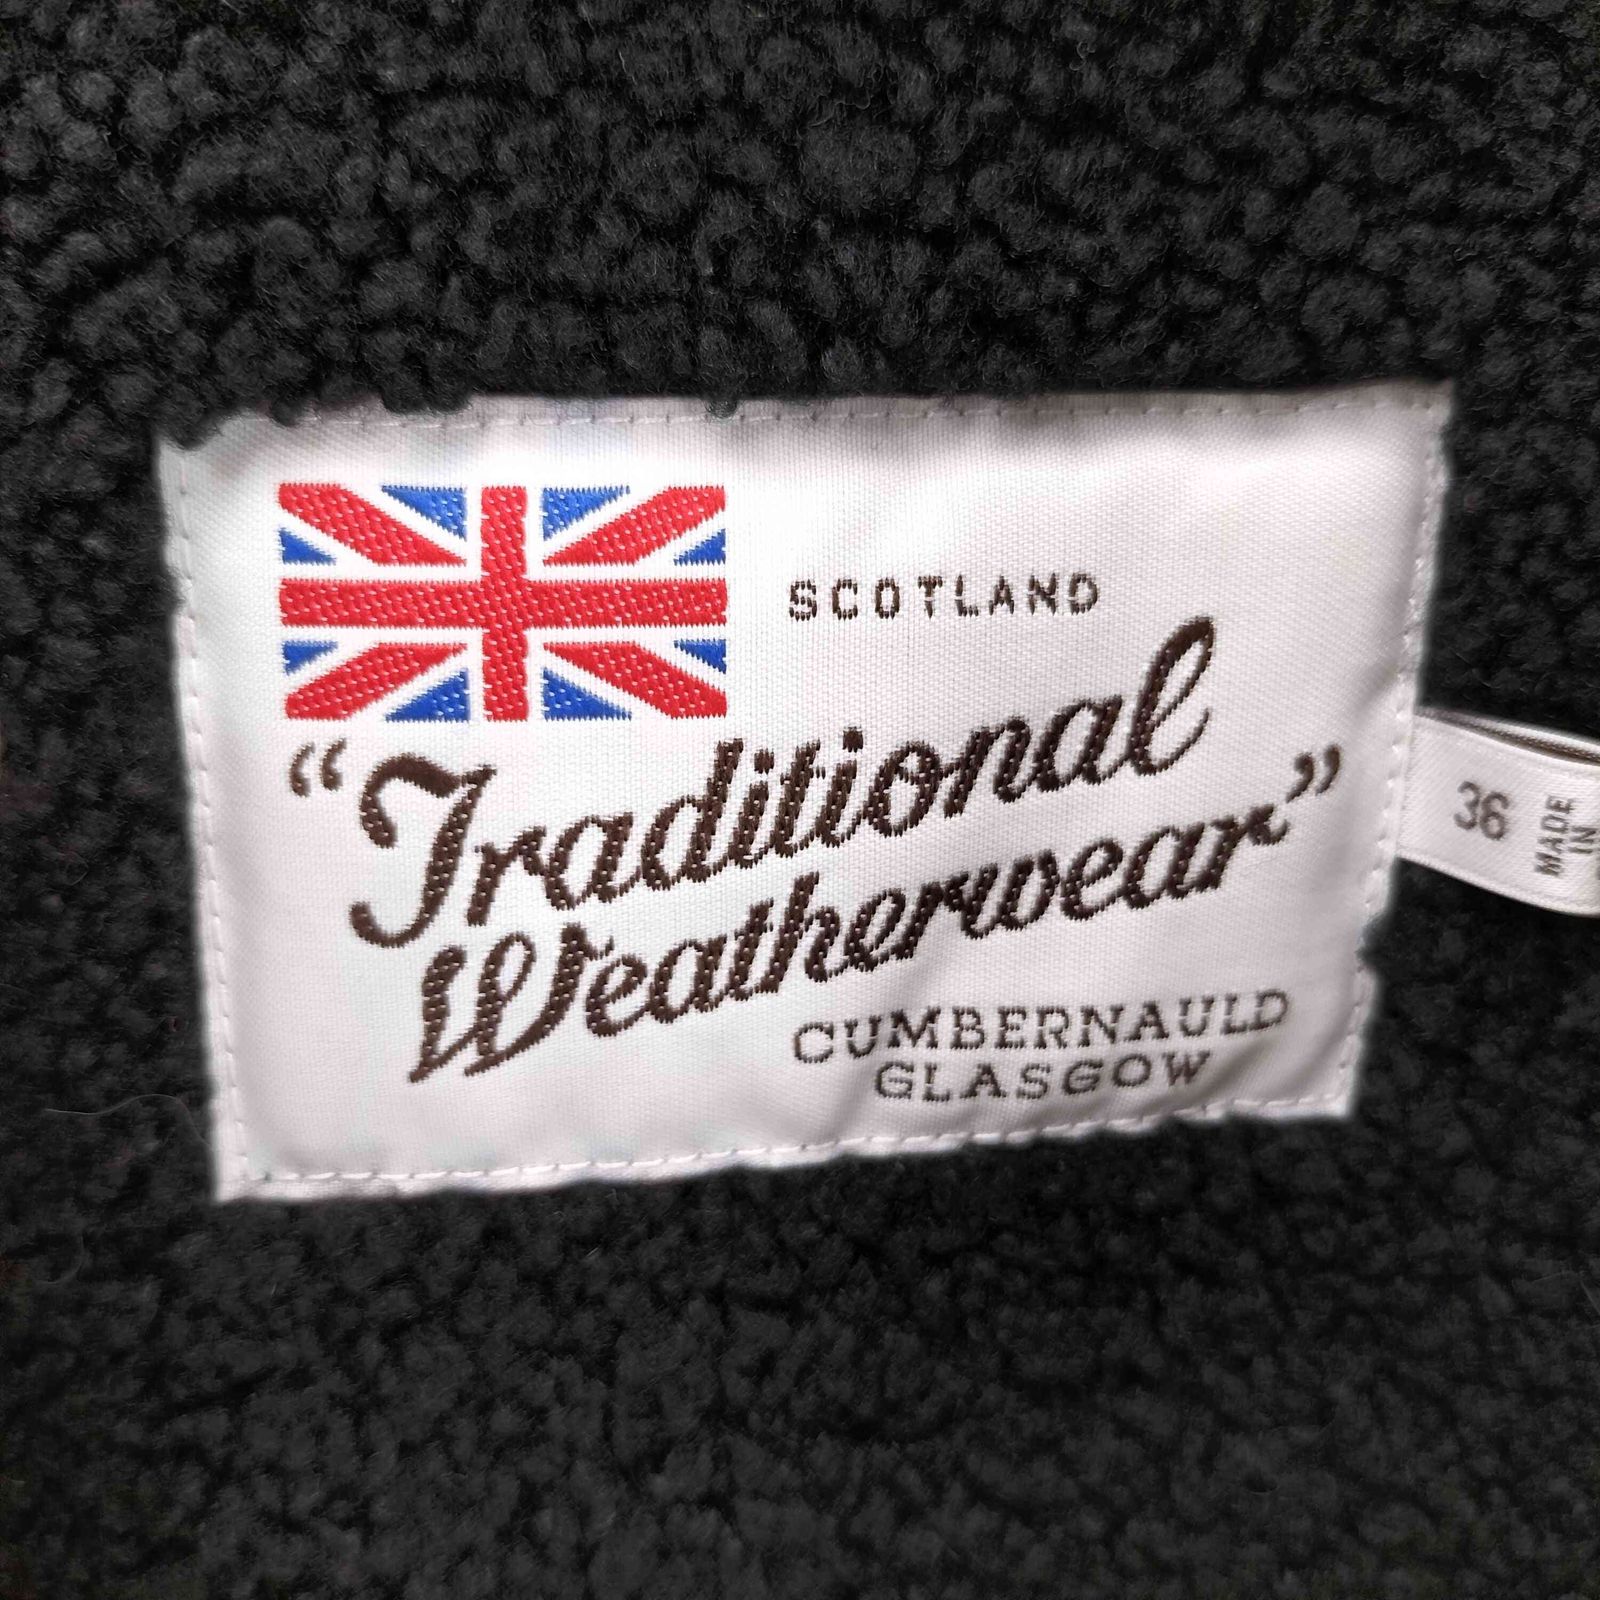 SCOTLAND
“Traditional
Weatherwear”
CUMBERNAULD
GLASGOW
36
MADE
IN